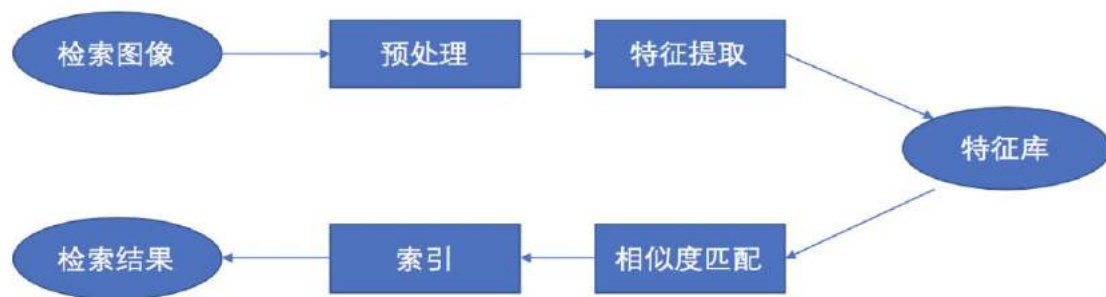 检索图像
预处理
特征提取
特征库
相似度匹配
索引
检索结果